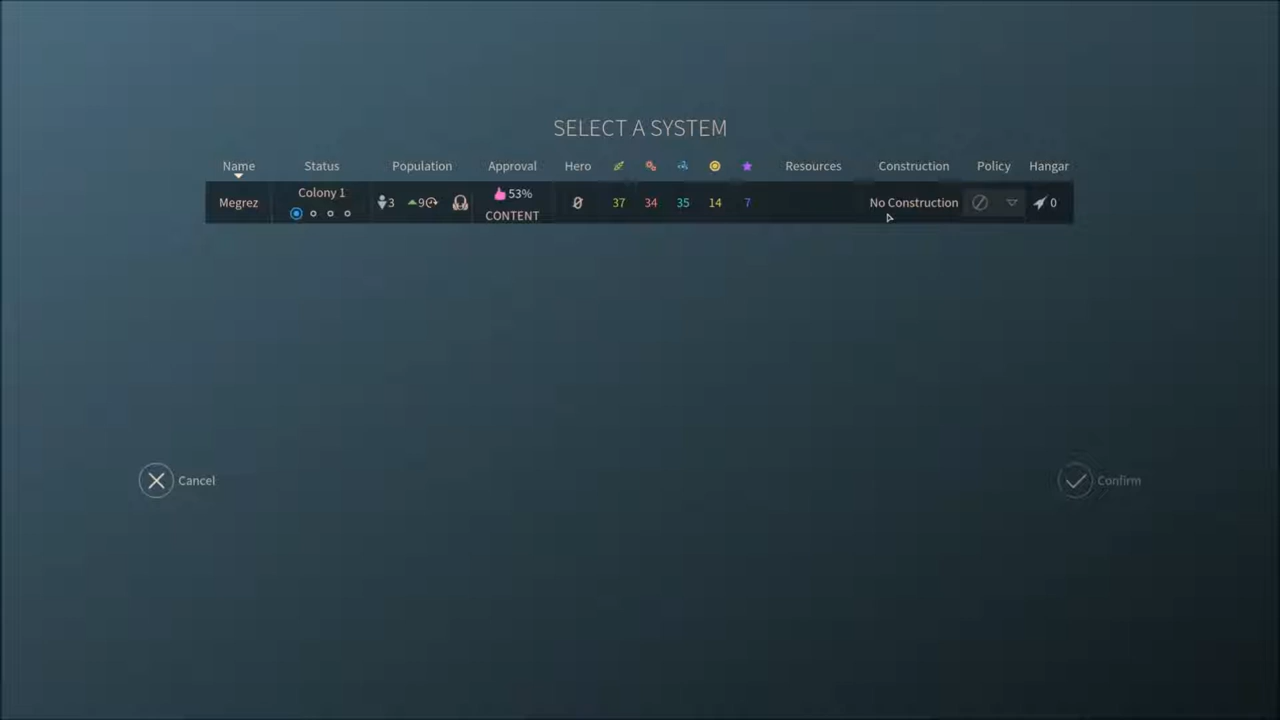 SELECT A SYSTEM
Name Status Population Approval Hero Resources Construction Policy Hangar
Megrez Colony 1 3 9 53% CONTENT 37 34 35 14 7 No Construction 0
Cancel Confirm